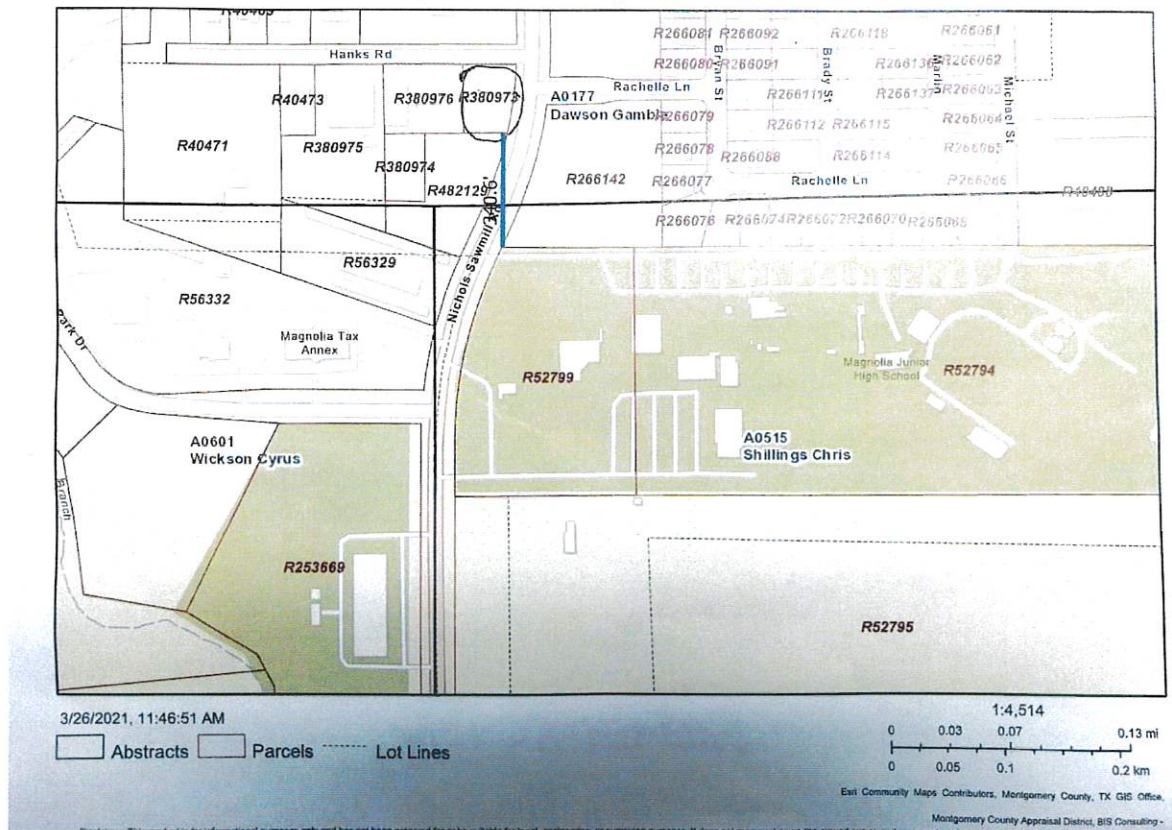 R266081 R266092 R266118 R266061
Hanks Rd
R266080 R266091 R266136 R266062
Bryan St
Brady St
Marlin
Michael St
R40473 R380976 R380973
A0177
Dawson Gamble
Rachelle Ln
R266111 R266137 R266063
R266079
R266112 R266115 R266064
R40471 R380975
R266078 R266088 R266114 R266065
R380974
R482129
R266142 R266077 Rachelle Ln R266066
340.6'
R266076 R266074 R266072 R266070 R266068
Nichols Sawmill
R56329
R56332
Park Dr
Magnolia Tax
Annex
R52799
Magnolia Junior
High School
R52794
A0601
Wickson Cyrus
A0515
Shillings Chris
Branch
R253669
R52795
3/26/2021, 11:46:51 AM
Abstracts Parcels Lot Lines
1:4,514
0 0.03 0.07 0.13 mi
0 0.05 0.1 0.2 km
Esri Community Maps Contributors, Montgomery County, TX GIS Office,
Montgomery County Appraisal District, BIS Consulting -